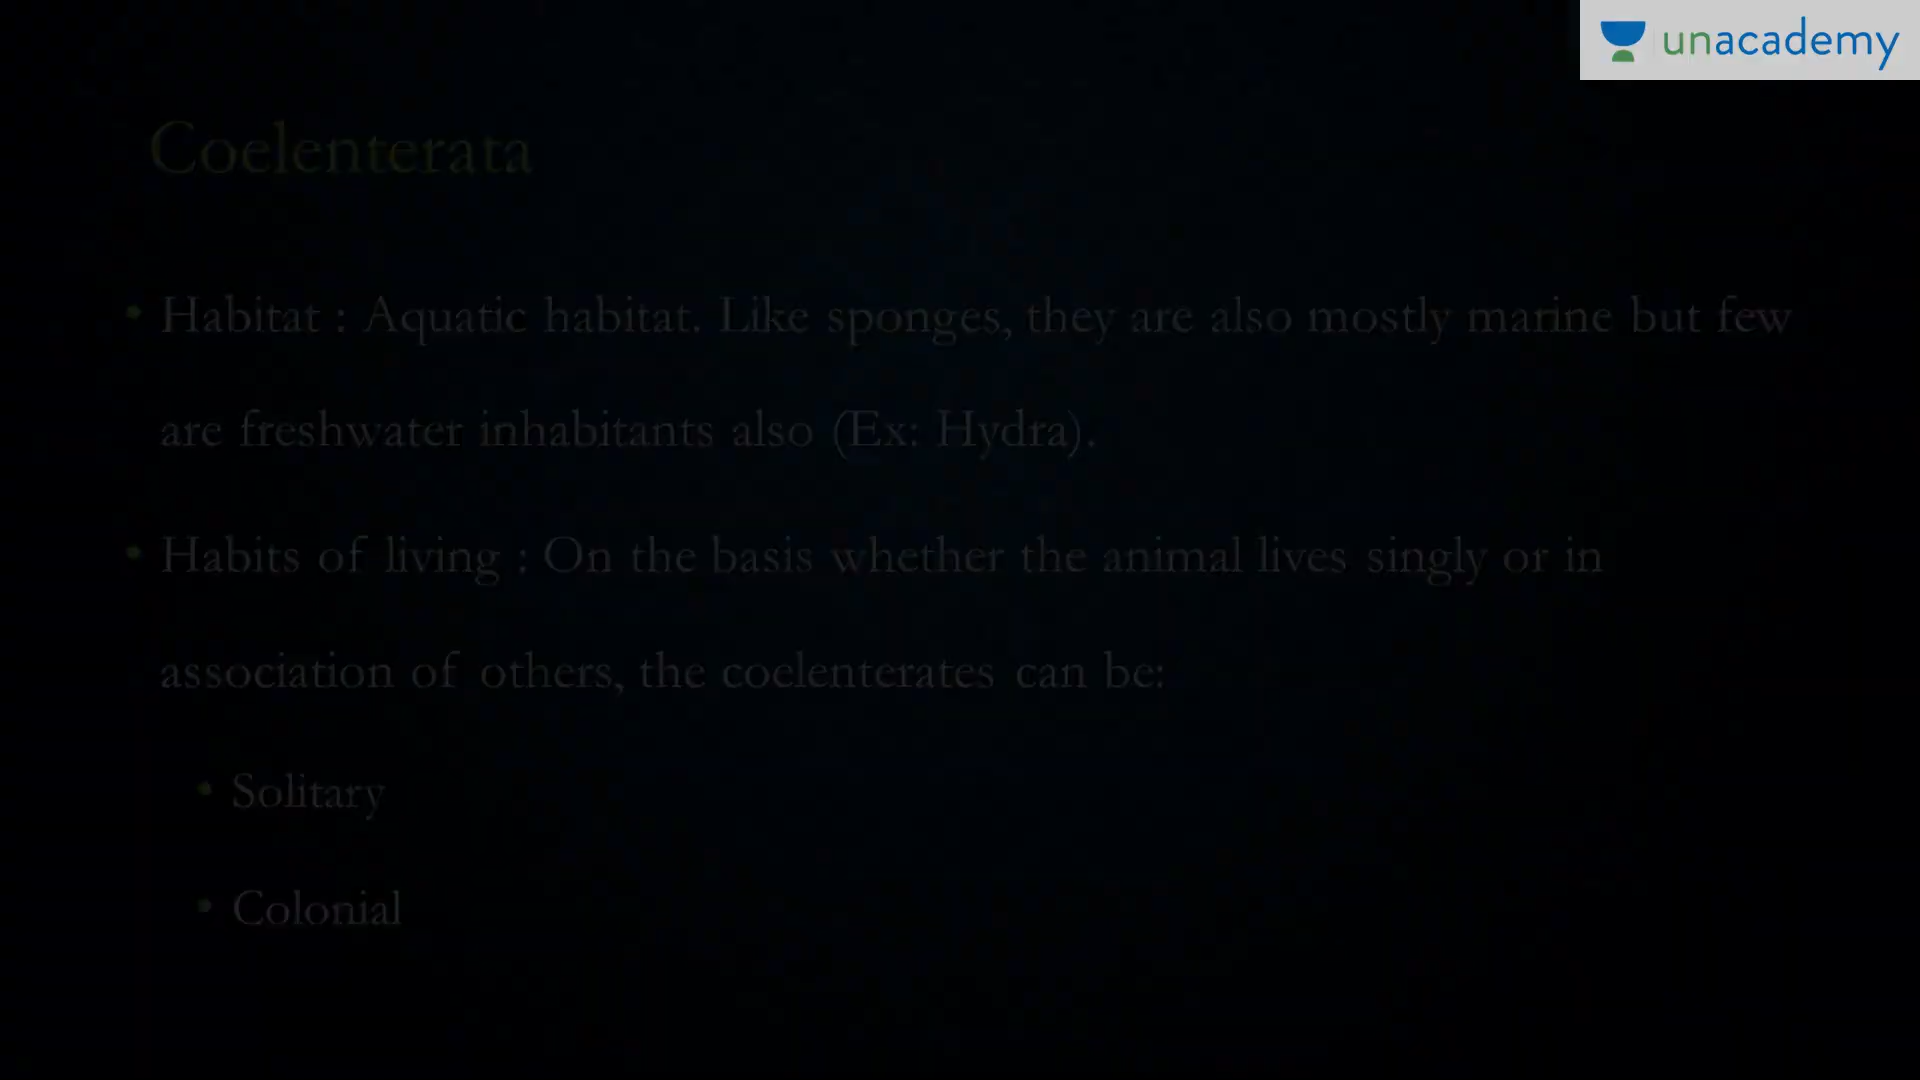 unacademy
Coelenterata
• Habitat : Aquatic habitat. Like sponges, they are also mostly marine but few
are freshwater inhabitants also (Ex: Hydra).
• Habits of living : On the basis whether the animal lives singly or in
association of others, the coelenterates can be:
• Solitary
• Colonial